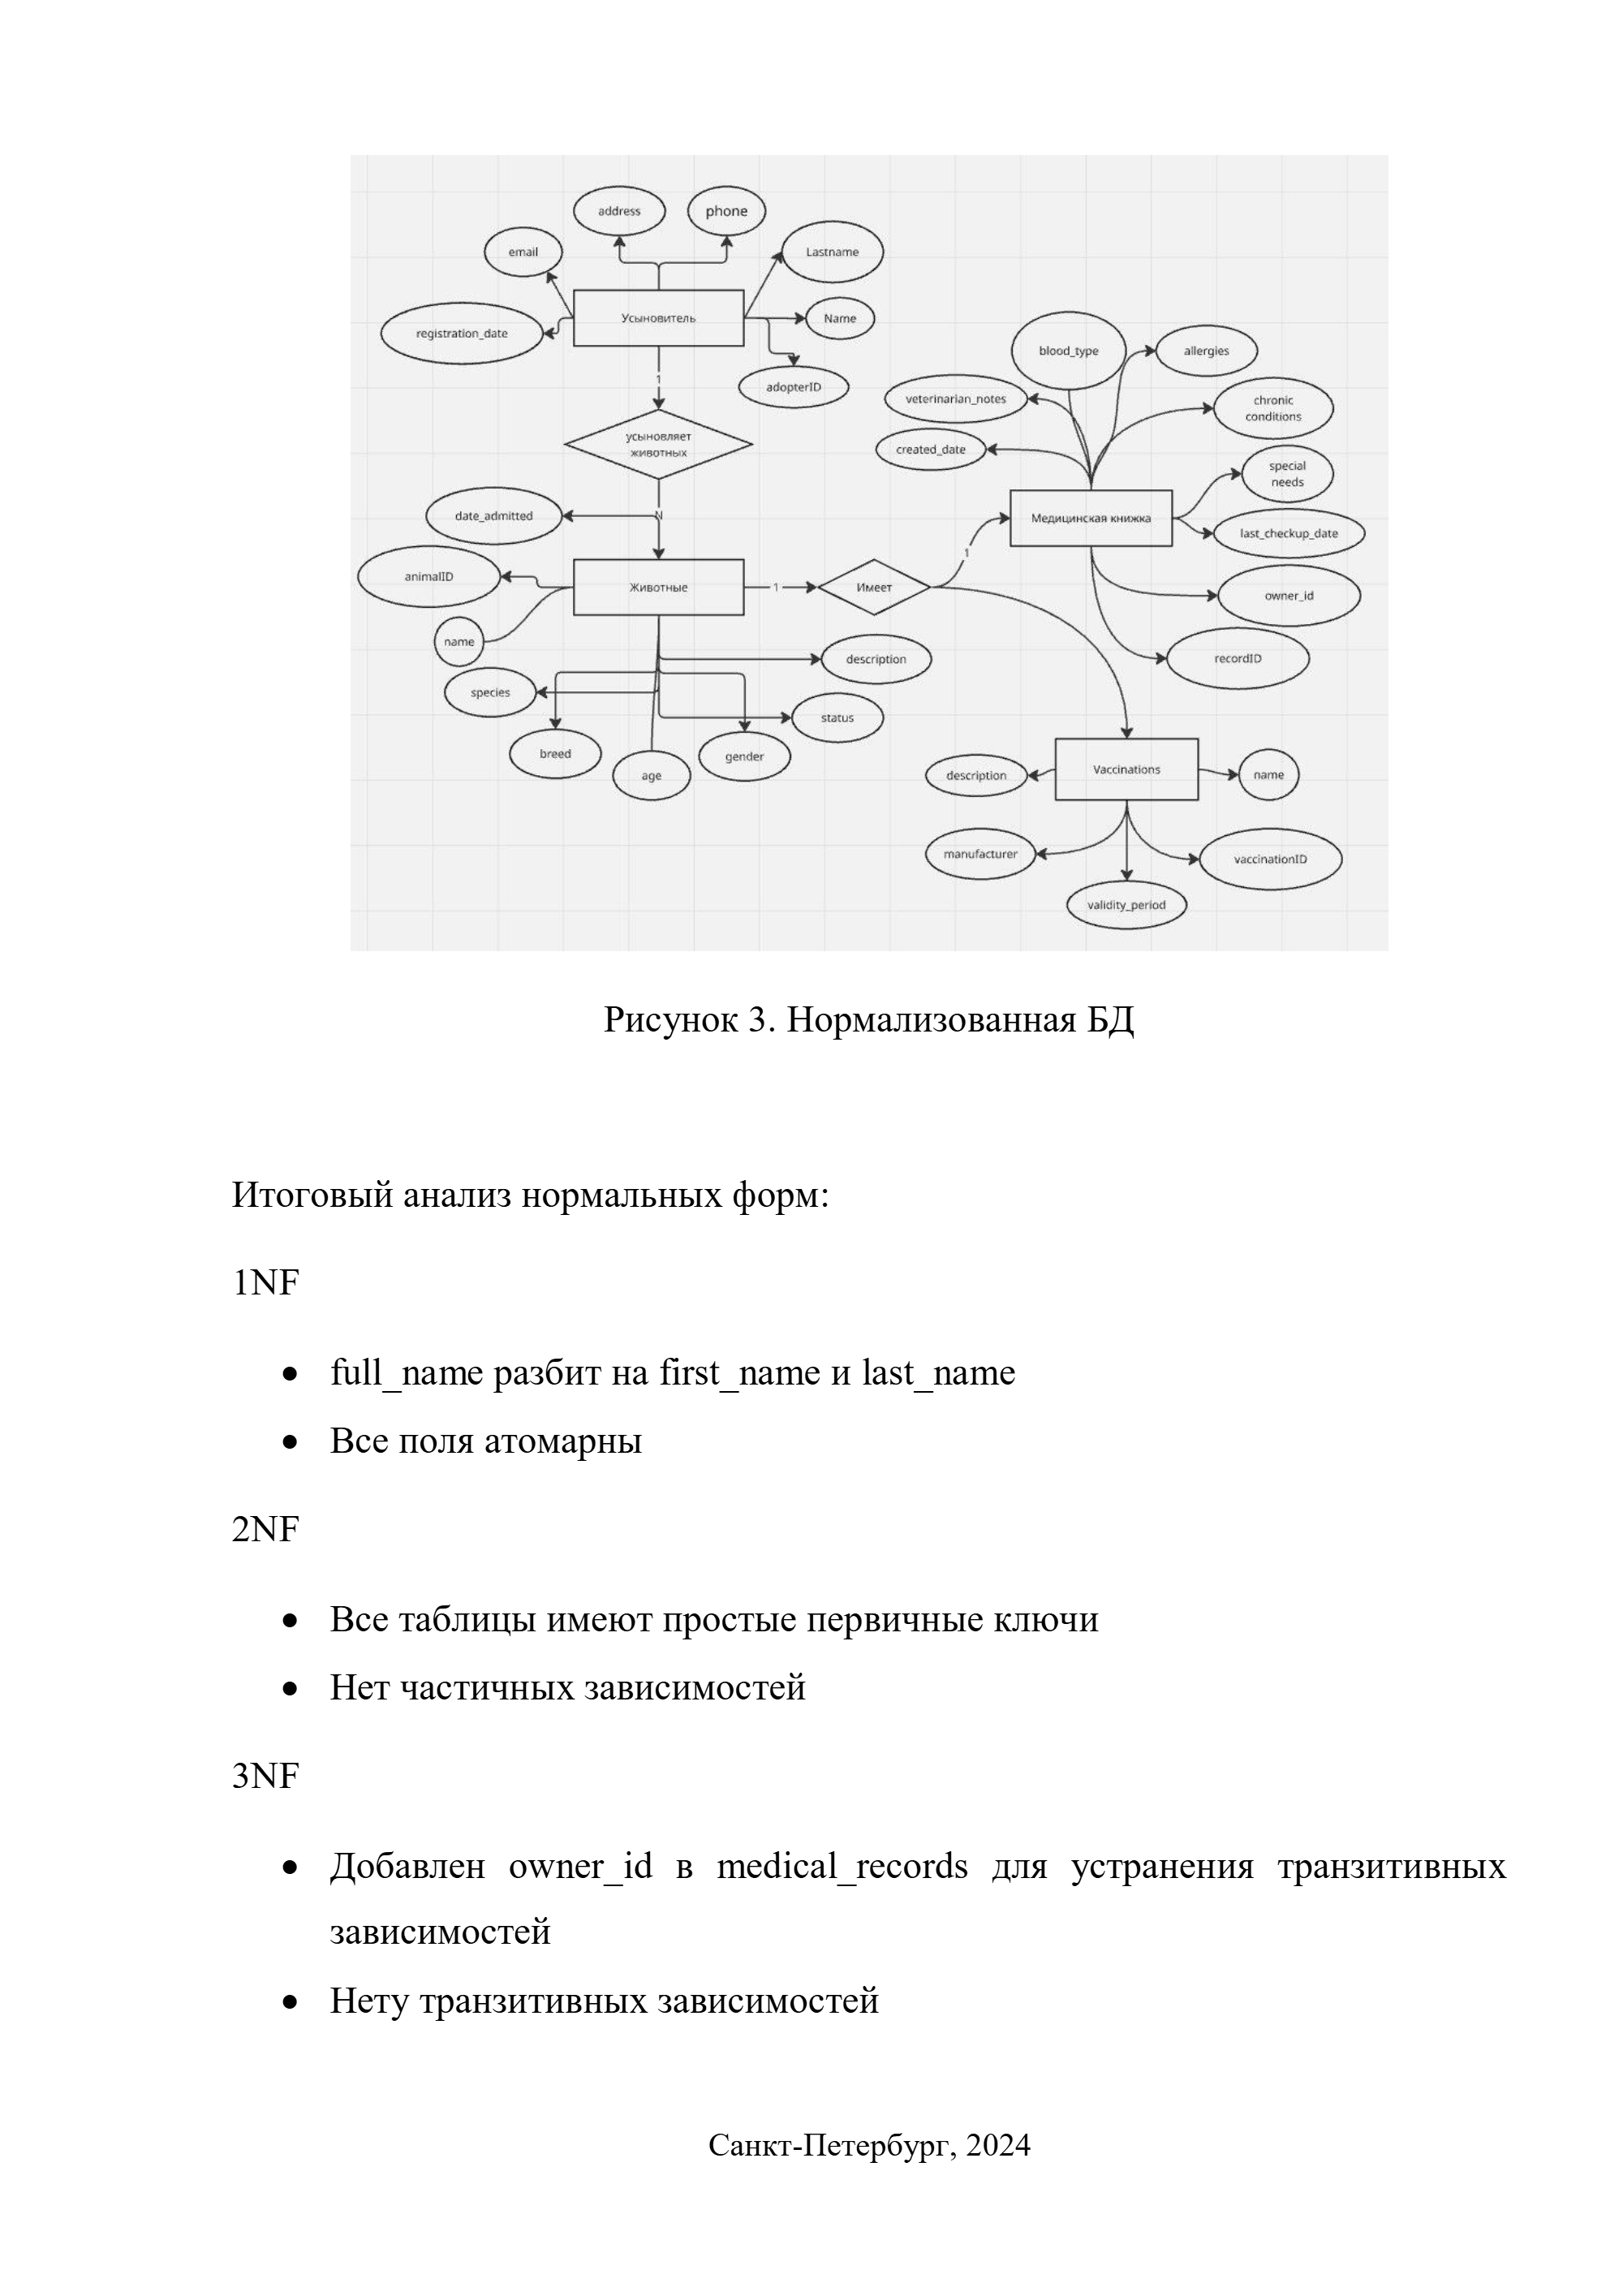 address
phone
email
Lastname
registration_date
Усыновитель
Name
1
adopterID
blood_type
allergies
veterinarian_notes
chronic
conditions
created_date
усыновляет
животных
special
needs
date_admitted
N
Медицинская книжка
last_checkup_date
1
animalID
Животные
1
Имеет
owner_id
name
description
recordID
species
status
breed
gender
age
description
Vaccinations
name
manufacturer
vaccinationID
validity_period
Рисунок 3. Нормализованная БД
Итоговый анализ нормальных форм:
1NF
• full_name разбит на first_name и last_name
• Все поля атомарны
2NF
• Все таблицы имеют простые первичные ключи
• Нет частичных зависимостей
3NF
• Добавлен owner_id в medical_records для устранения транзитивных
зависимостей
• Нету транзитивных зависимостей
Санкт-Петербург, 2024